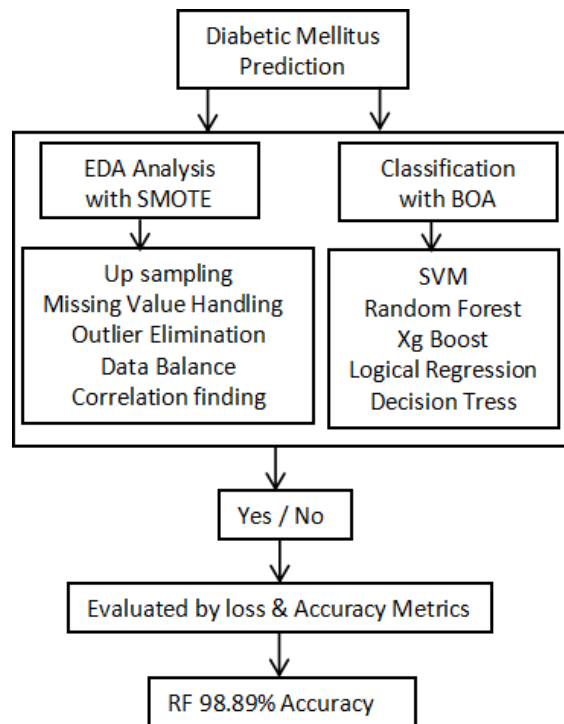 Diabetic Mellitus
Prediction
EDA Analysis
with SMOTE
Classification
with BOA
Up sampling
Missing Value Handling
Outlier Elimination
Data Balance
Correlation finding
SVM
Random Forest
Xg Boost
Logical Regression
Decision Tress
Yes / No
Evaluated by loss & Accuracy Metrics
RF 98.89% Accuracy